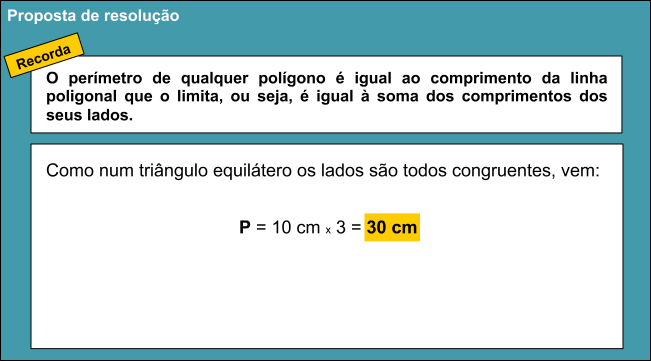 Proposta de resolução
Recorda
O perímetro de qualquer polígono é igual ao comprimento da linha
poligonal que o limita, ou seja, é igual à soma dos comprimentos dos
seus lados.
Como num triângulo equilátero os lados são todos congruentes, vem:
P = 10 cm x 3 = 30 cm